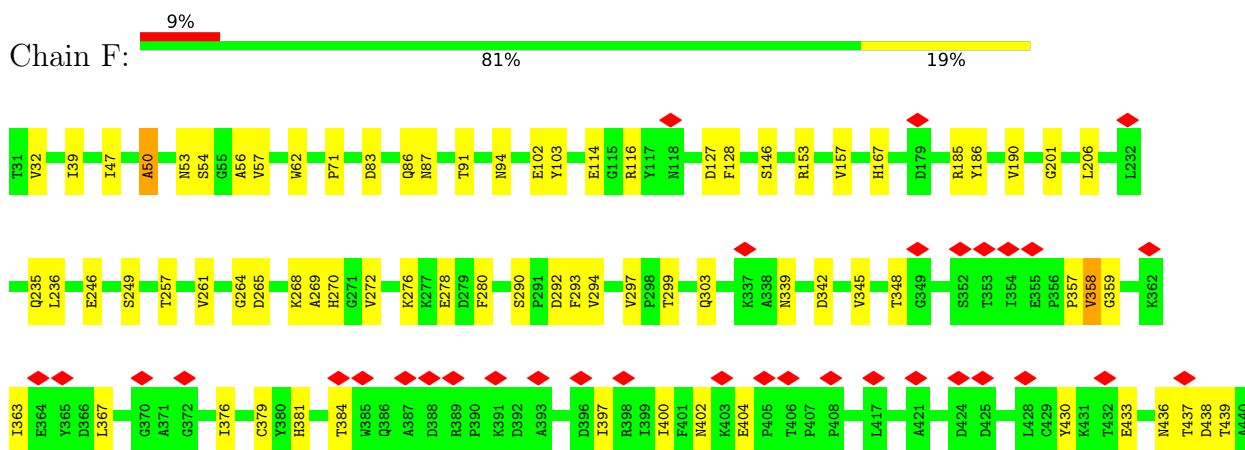 9%
Chain F:
81% 19%
T31 V32 I39 I47 A50 N53 S54 G55 A56 V57 W62 P71 D83 Q86 N87 T91 N94 E102 Y103 E114 G115 R116 Y117 N118 D127 F128 S146 R153 V157 H167 D179 R185 Y186 V190 G201 L206 L232
Q235 L236 E246 S249 T257 V261 G264 D265 K268 A269 H270 G271 V272 K276 K277 E278 D279 F280 S290 P291 D292 F293 V294 V297 P298 T299 Q303 K337 A338 N339 D342 V345 T348 G349 S352 T353 I354 E355 P356 P357 V358 G359 K362
I363 E364 Y365 D366 L367 G370 A371 G372 I376 C379 Y380 H381 T384 W385 Q386 A387 D388 R389 P390 K391 D392 A393 D396 I397 R398 I399 I400 F401 N402 K403 E404 P405 T406 P407 P408 L417 A421 D424 D425 L428 C429 Y430 K431 T432 E433 N436 T437 D438 T439 A440